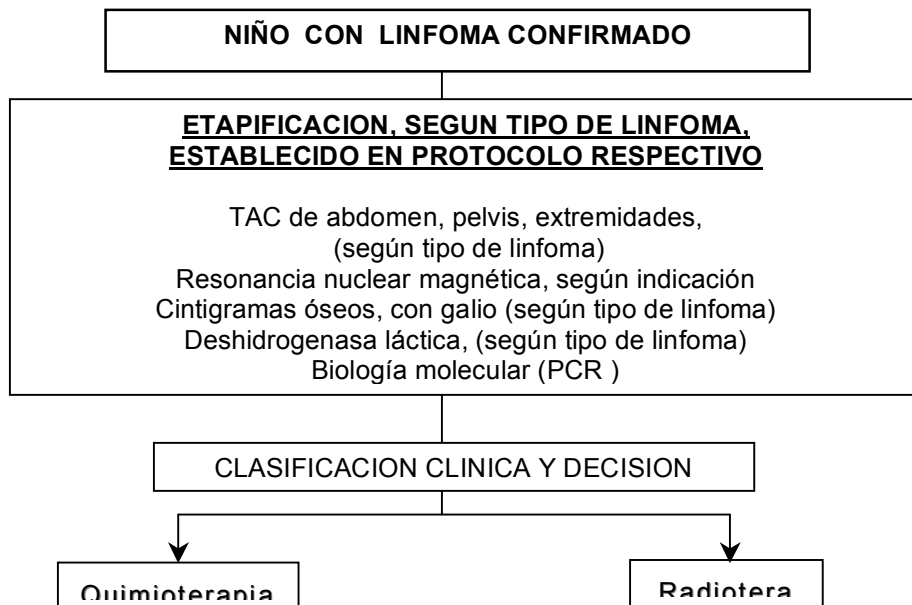 NIÑO CON LINFOMA CONFIRMADO
ETAPIFICACION, SEGUN TIPO DE LINFOMA,
ESTABLECIDO EN PROTOCOLO RESPECTIVO
TAC de abdomen, pelvis, extremidades,
(según tipo de linfoma)
Resonancia nuclear magnética, según indicación
Cintigramas óseos, con galio (según tipo de linfoma)
Deshidrogenasa láctica, (según tipo de linfoma)
Biología molecular (PCR )
CLASIFICACION CLINICA Y DECISION
Quimioterapia
Radiotera